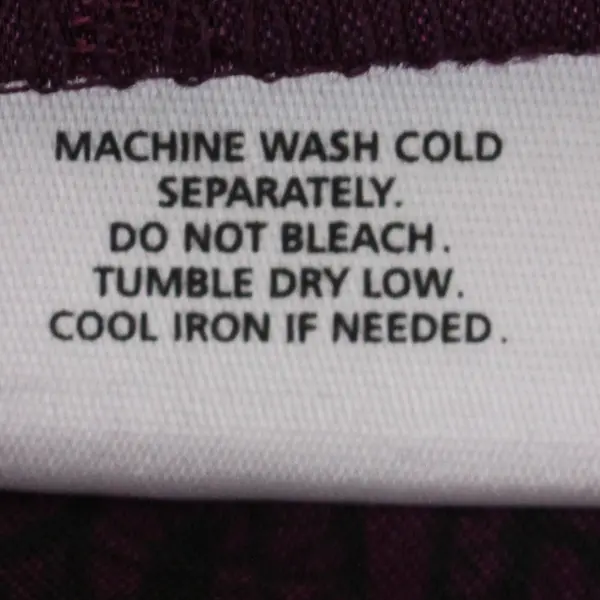 MACHINE WASH COLD
SEPARATELY.
DO NOT BLEACH.
TUMBLE DRY LOW.
COOL IRON IF NEEDED.